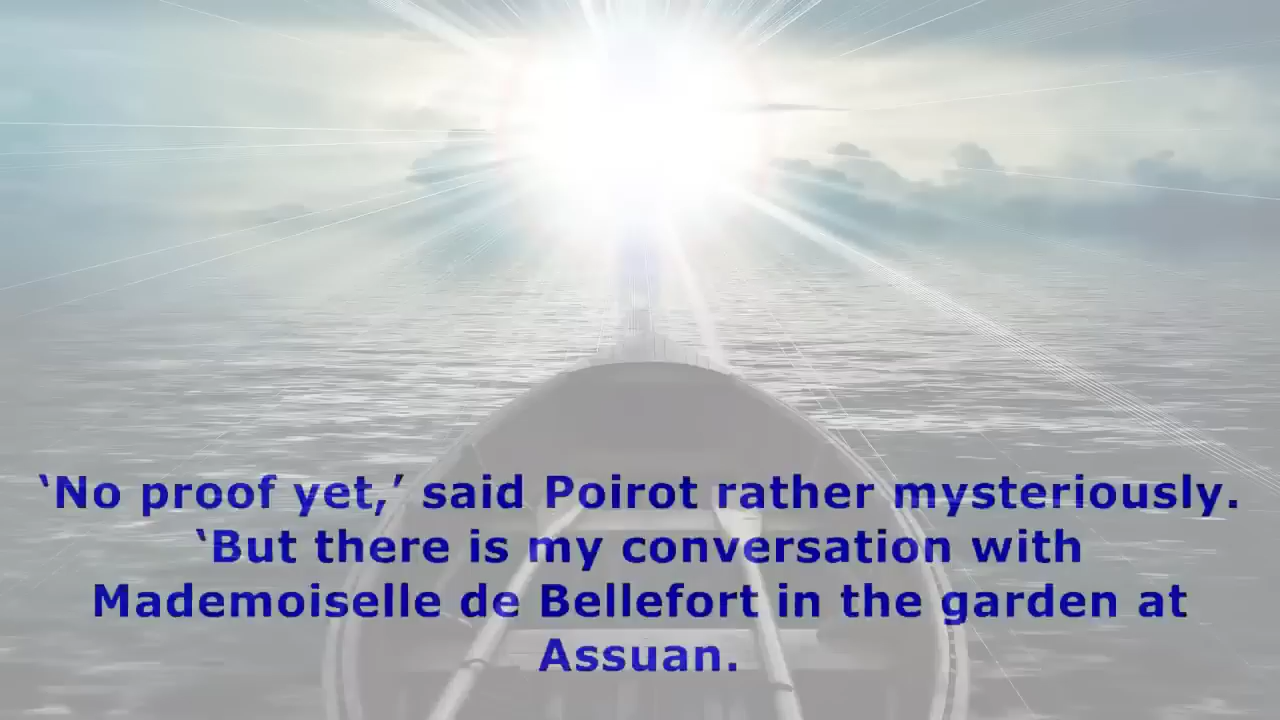 ‘No proof yet,’ said Poirot rather mysteriously.
‘But there is my conversation with
Mademoiselle de Bellefort in the garden at
Assuan.